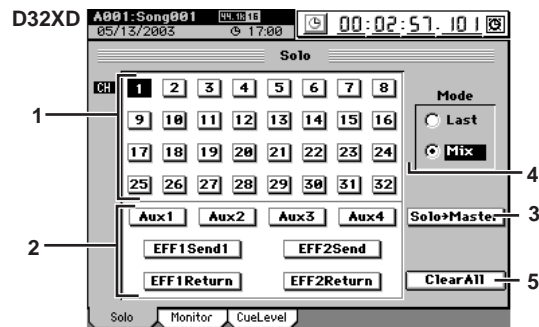 D32XD
A001:Song001 44.1K 16
05/13/2003 17:00 00:02:57.101
Solo
CH 1 2 3 4 5 6 7 8
9 10 11 12 13 14 15 16
17 18 19 20 21 22 23 24
25 26 27 28 29 30 31 32
Mode
Last
Mix
Aux1 Aux2 Aux3 Aux4 Solo→Master
EFF1Send1 EFF2Send
EFF1Return EFF2Return ClearAll
Solo Monitor CueLevel
1
2
4
3
5